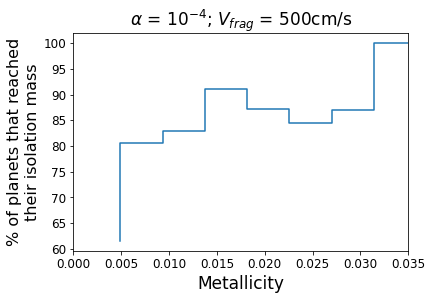 α = 10⁻⁴; V_frag = 500cm/s
% of planets that reached
their isolation mass
100
95
90
85
80
75
70
65
60
0.000 0.005 0.010 0.015 0.020 0.025 0.030 0.035
Metallicity